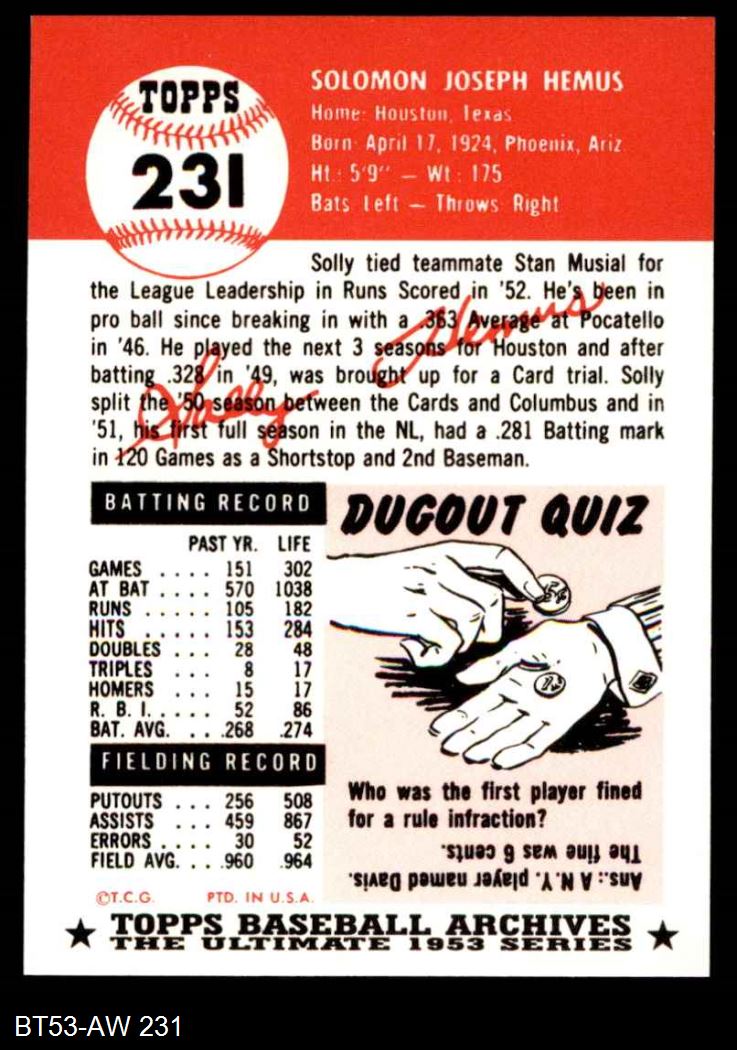 TOPPS
231
SOLOMON JOSEPH HEMUS
Home: Houston, Texas
Born: April 17, 1924, Phoenix, Ariz.
Ht.: 5'9" — Wt.: 175
Bats Left — Throws Right
Solly tied teammate Stan Musial for
the League Leadership in Runs Scored in '52. He's been in
pro ball since breaking in with a .363 Average at Pocatello
in '46. He played the next 3 seasons for Houston and after
batting .328 in '49, was brought up for a Card trial. Solly
split the '50 season between the Cards and Columbus and in
'51, his first full season in the NL, had a .281 Batting mark
in 120 Games as a Shortstop and 2nd Baseman.
Solly Hemus
BATTING RECORD
PAST YR. LIFE
GAMES .... 151 302
AT BAT .... 570 1038
RUNS .... 105 182
HITS ..... 153 284
DOUBLES .. 28 48
TRIPLES ... 8 17
HOMERS ... 15 17
R. B. I. .... 52 86
BAT. AVG. .. .268 .274
FIELDING RECORD
PUTOUTS ... 256 508
ASSISTS ... 459 867
ERRORS .... 30 52
FIELD AVG. .. .960 .964
DUGOUT QUIZ
5¢
1¢
Who was the first player fined
for a rule infraction?
Ans.: A N.Y. player named Davis.
The fine was 6 cents.
©T.C.G. PTD. IN U.S.A.
★ TOPPS BASEBALL ARCHIVES ★
THE ULTIMATE 1953 SERIES
BT53-AW 231